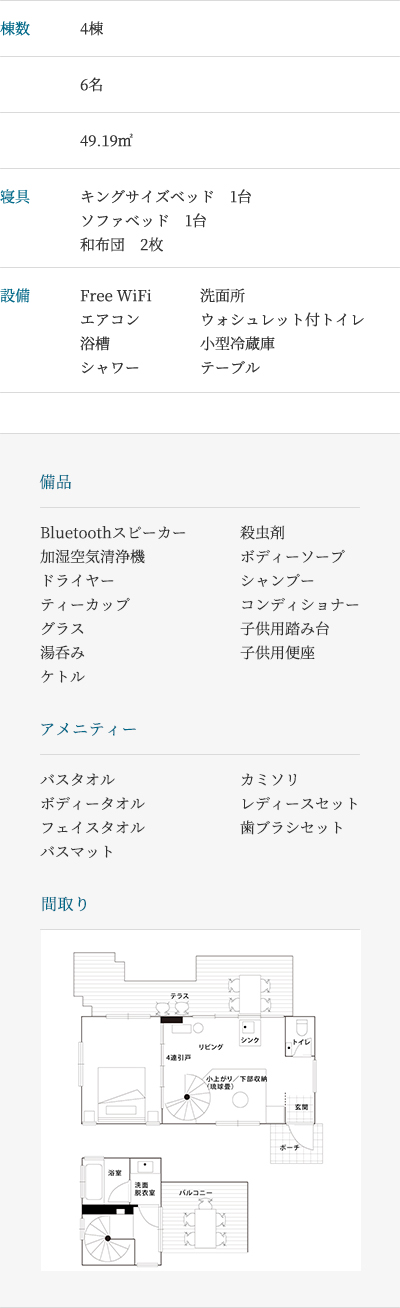 棟数 4棟
6名
49.19㎡
寝具 キングサイズベッド 1台
ソファベッド 1台
和布団 2枚
設備 Free WiFi 洗面所
エアコン ウォシュレット付トイレ
浴槽 小型冷蔵庫
シャワー テーブル
備品
Bluetoothスピーカー 殺虫剤
加湿空気清浄機 ボディーソープ
ドライヤー シャンプー
ティーカップ コンディショナー
グラス 子供用踏み台
湯呑み 子供用便座
ケトル
アメニティー
バスタオル カミソリ
ボディータオル レディースセット
フェイスタオル 歯ブラシセット
バスマット
間取り
テラス
シンク
トイレ
リビング
4連引戸
小上がり／下部収納
（琉球畳）
玄関
ポーチ
浴室
洗面
脱衣室
バルコニー